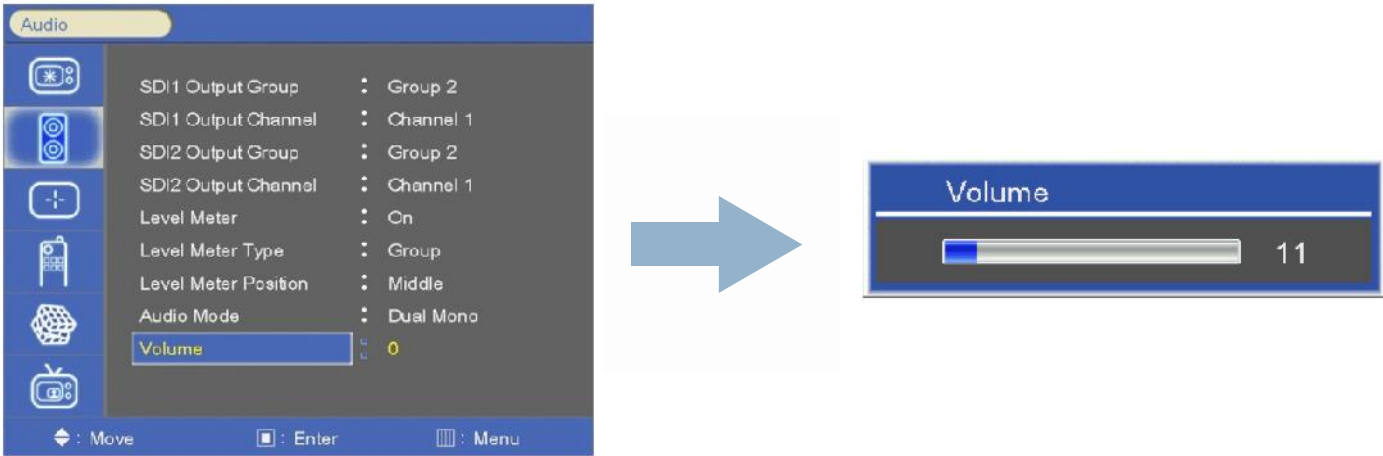 Audio
SDI1 Output Group : Group 2
SDI1 Output Channel : Channel 1
SDI2 Output Group : Group 2
SDI2 Output Channel : Channel 1
Level Meter : On
Level Meter Type : Group
Level Meter Position : Middle
Audio Mode : Dual Mono
Volume : 0
: Move : Enter : Menu
Volume
11